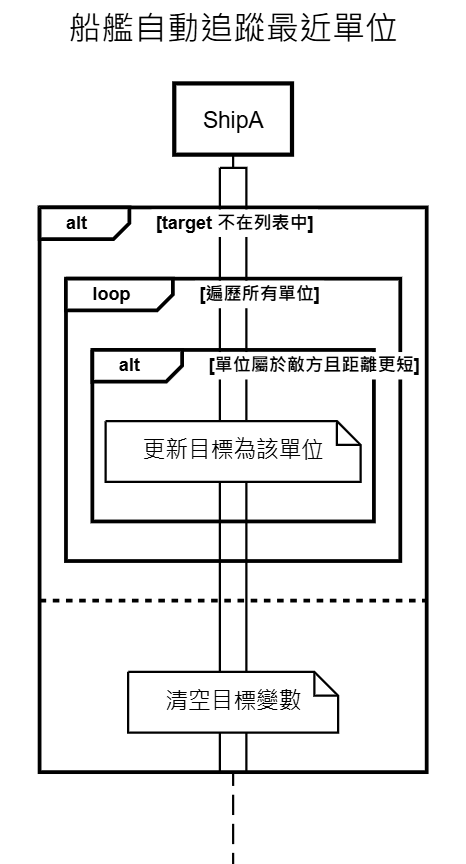 船艦自動追蹤最近單位
ShipA
alt [target 不在列表中]
loop [遍歷所有單位]
alt [單位屬於敵方且距離更短]
更新目標為該單位
清空目標變數